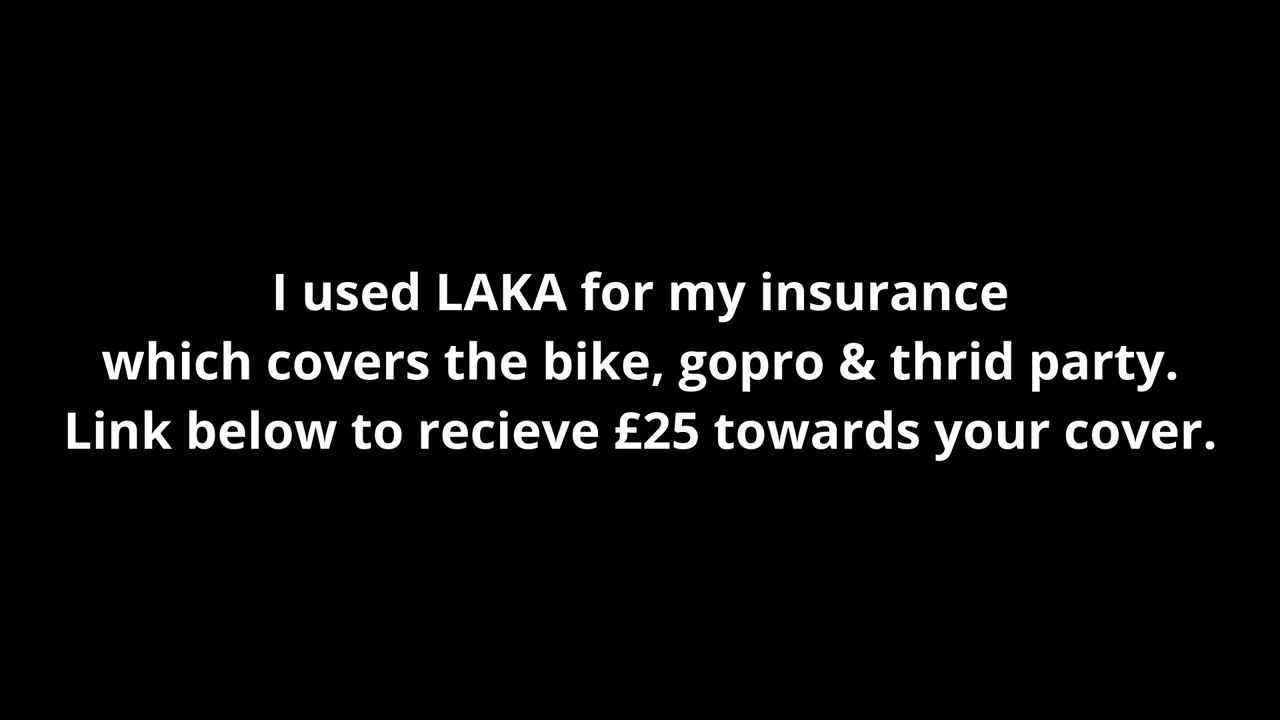 I used LAKA for my insurance
which covers the bike, gopro & thrid party.
Link below to recieve £25 towards your cover.